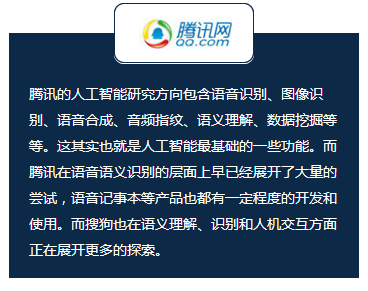 腾讯网
QQ.com
腾讯的人工智能研究方向包含语音识别、图像识
别、语音合成、音频指纹、语义理解、数据挖掘等
等。这其实也就是人工智能最基础的一些功能。而
腾讯在语音语义识别的层面上早已经展开了大量的
尝试，语音记事本等产品也都有一定程度的开发和
使用。而搜狗也在语义理解、识别和人机交互方面
正在展开更多的探索。